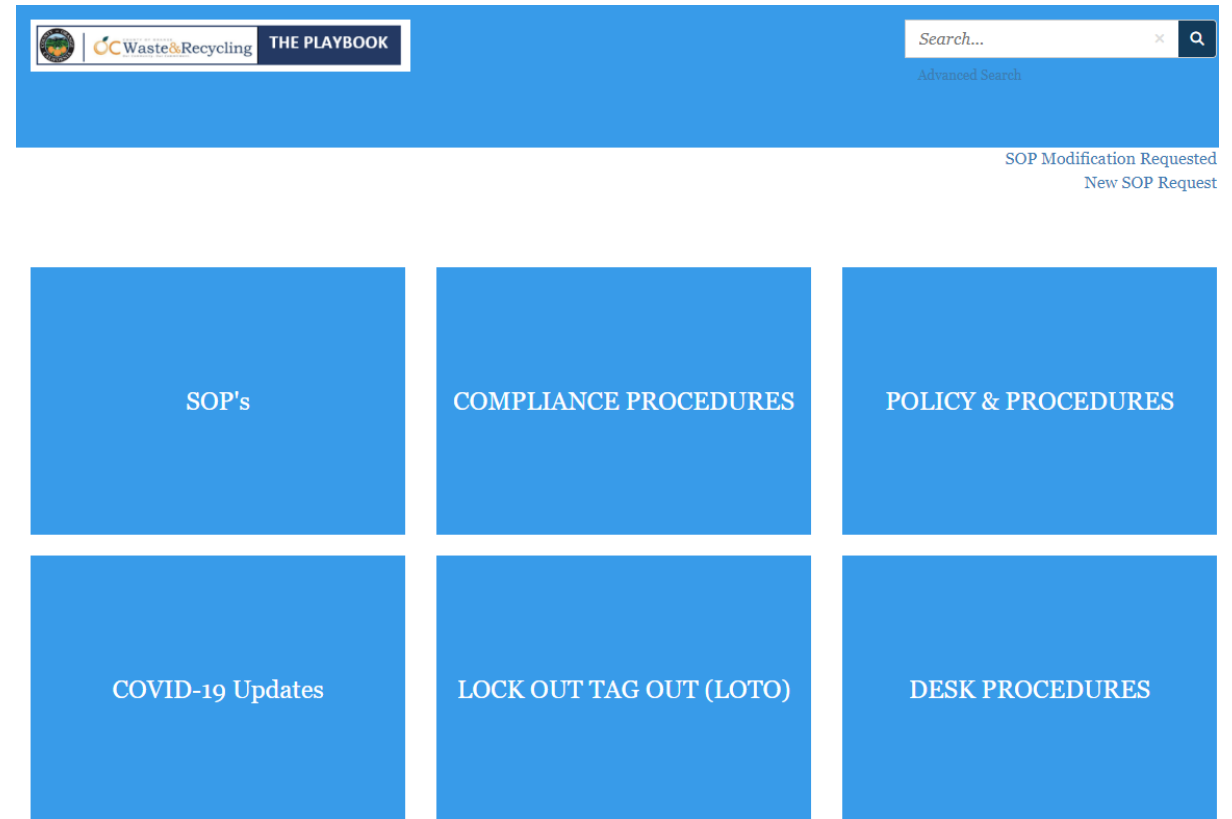 OC Waste&Recycling
THE PLAYBOOK
Search...
Advanced Search
SOP Modification Requested
New SOP Request
SOP's
COMPLIANCE PROCEDURES
POLICY & PROCEDURES
COVID-19 Updates
LOCK OUT TAG OUT (LOTO)
DESK PROCEDURES